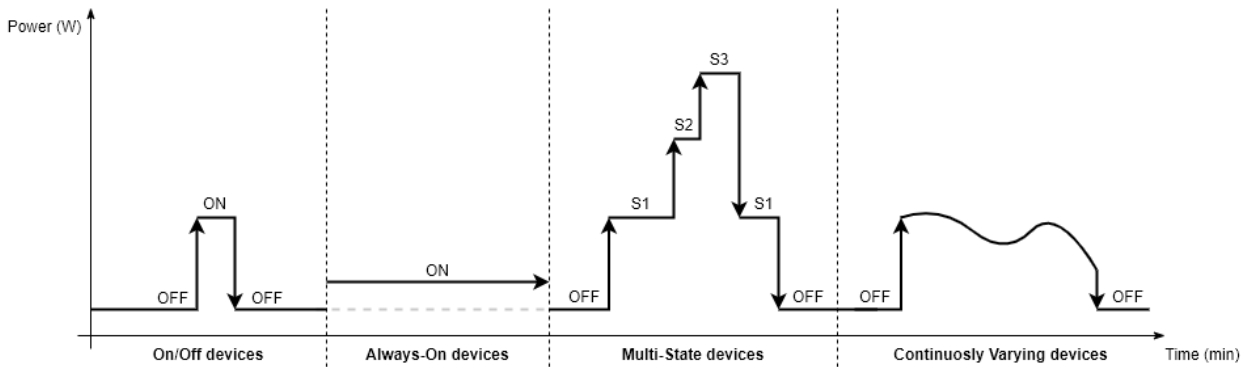 Power (W)
S3
S2
ON
S1
S1
ON
OFF
OFF
OFF
OFF
OFF
OFF
On/Off devices
Always-On devices
Multi-State devices
Continuosly Varying devices
Time (min)